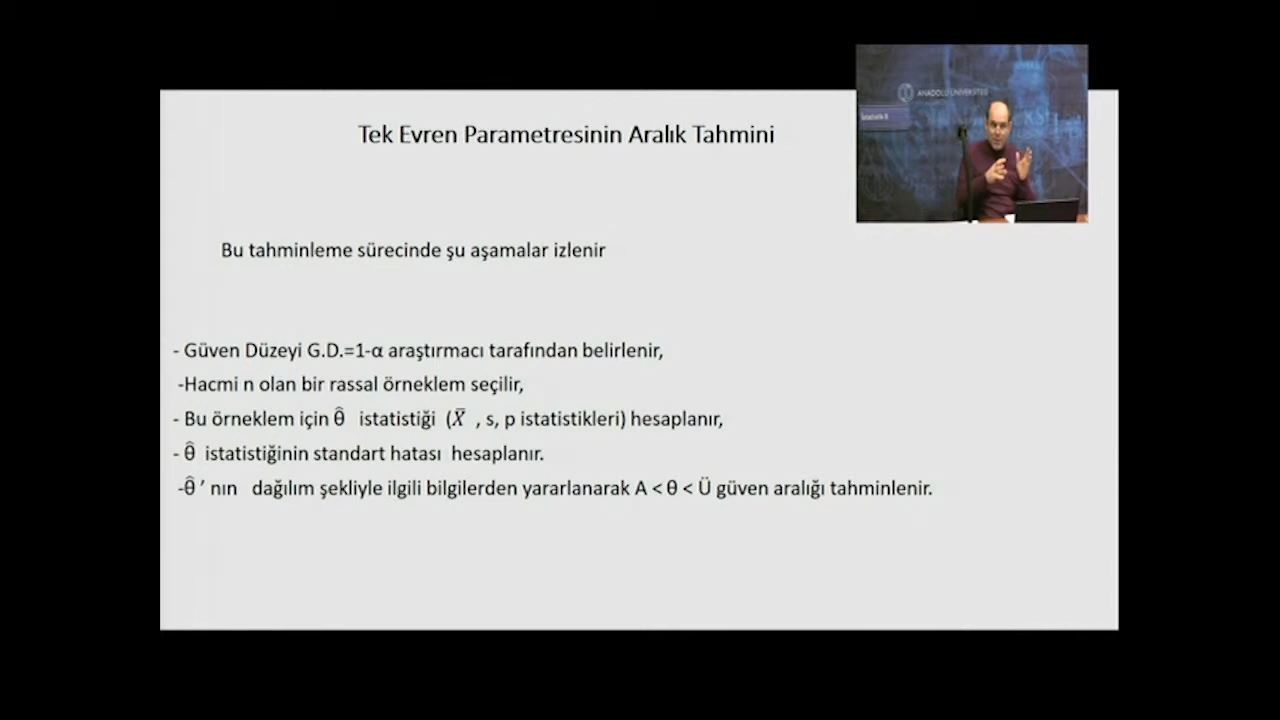 Tek Evren Parametresinin Aralık Tahmini
ANADOLU ÜNİVERSİTESİ
İstatistik II
Bu tahminleme sürecinde şu aşamalar izlenir
- Güven Düzeyi G.D.=1-α araştırmacı tarafından belirlenir,
-Hacmi n olan bir rassal örneklem seçilir,
- Bu örneklem için θ̂ istatistiği (X̄ , s, p istatistikleri) hesaplanır,
- θ̂ istatistiğinin standart hatası hesaplanır.
-θ̂ ’ nın dağılım şekliyle ilgili bilgilerden yararlanarak A < θ < Ü güven aralığı tahminlenir.